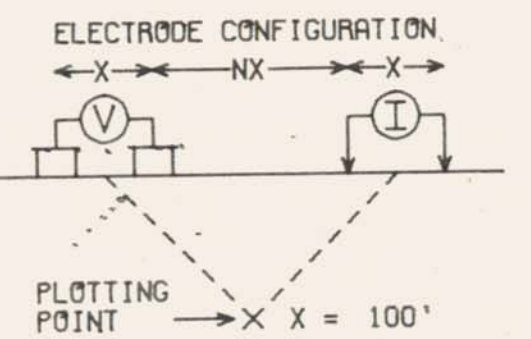 ELECTRODE CONFIGURATION
X NX X
V I
PLOTTING
POINT X X = 100'